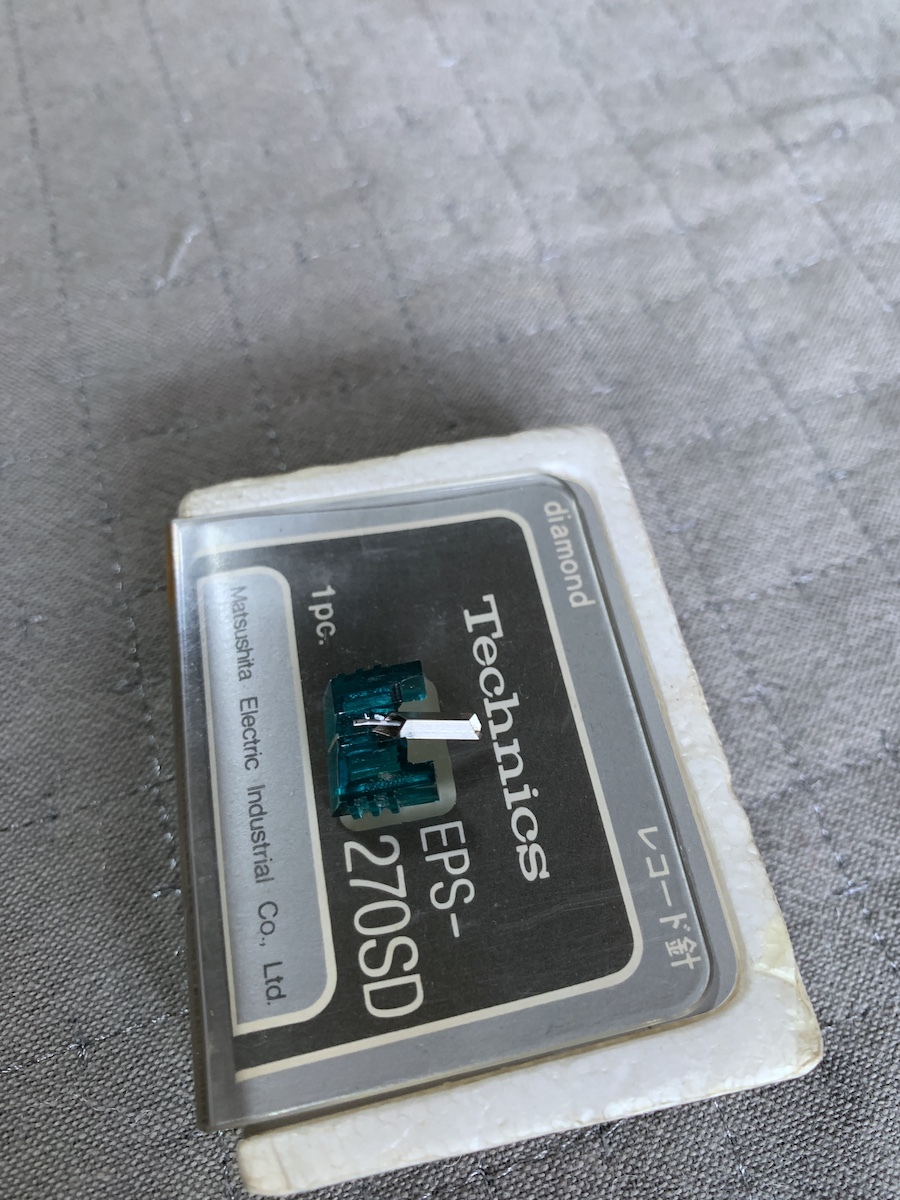 diamond
レコード針
Technics
EPS-
270SD
1pc.
Matsushita Electric Industrial Co., Ltd.